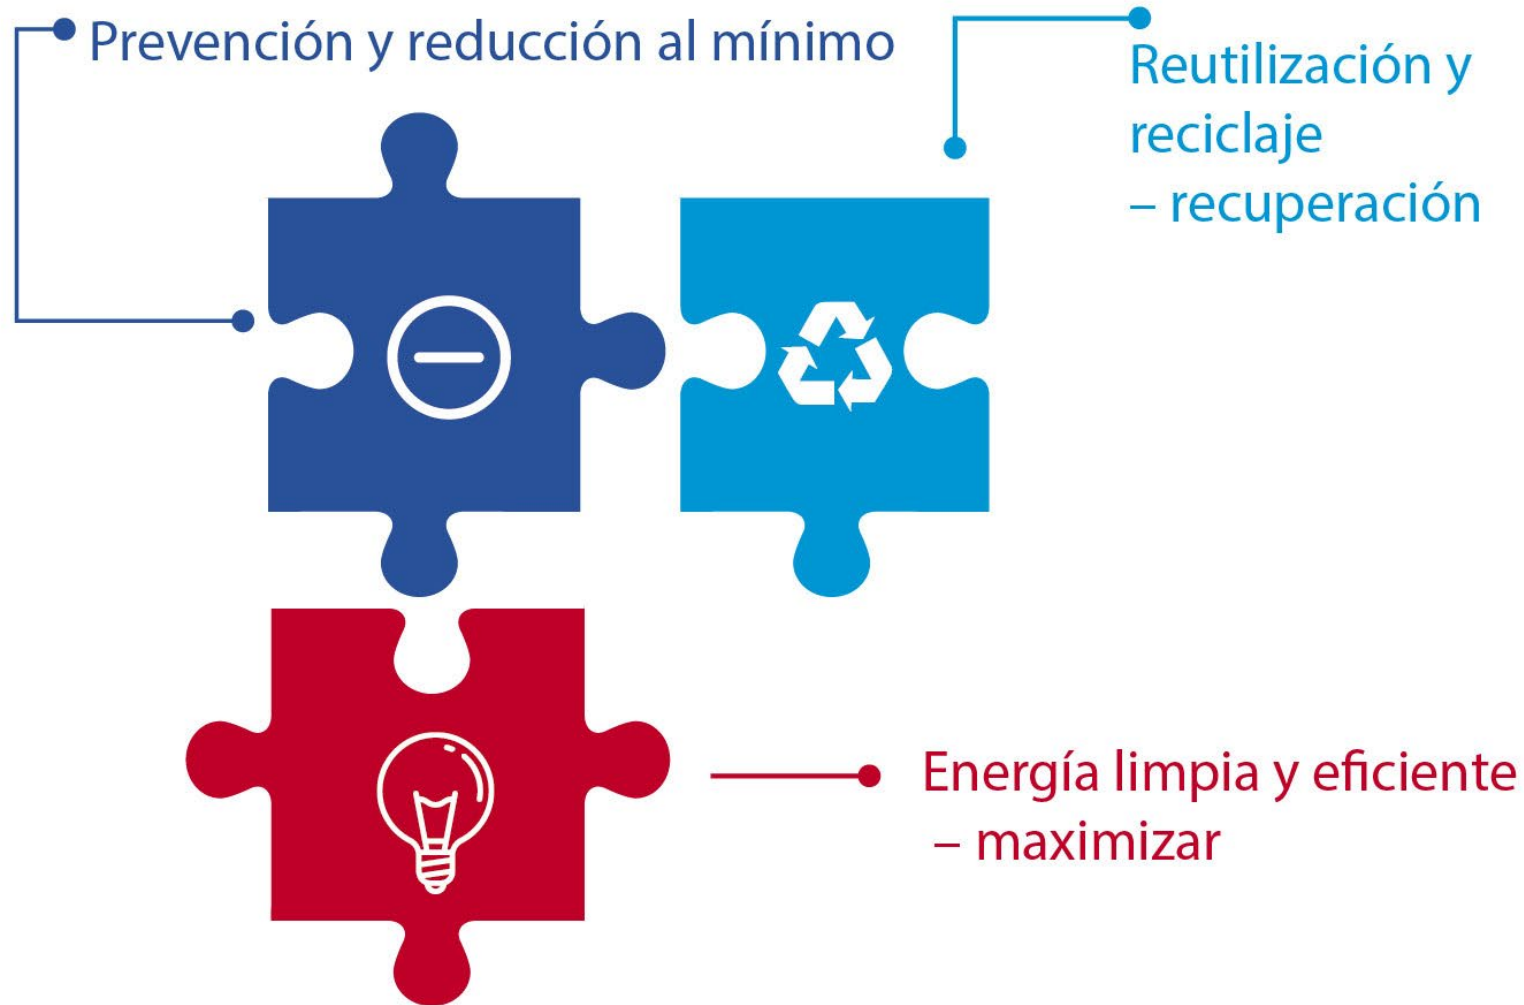 Prevención y reducción al mínimo
Reutilización y
reciclaje
– recuperación
Energía limpia y eficiente
– maximizar